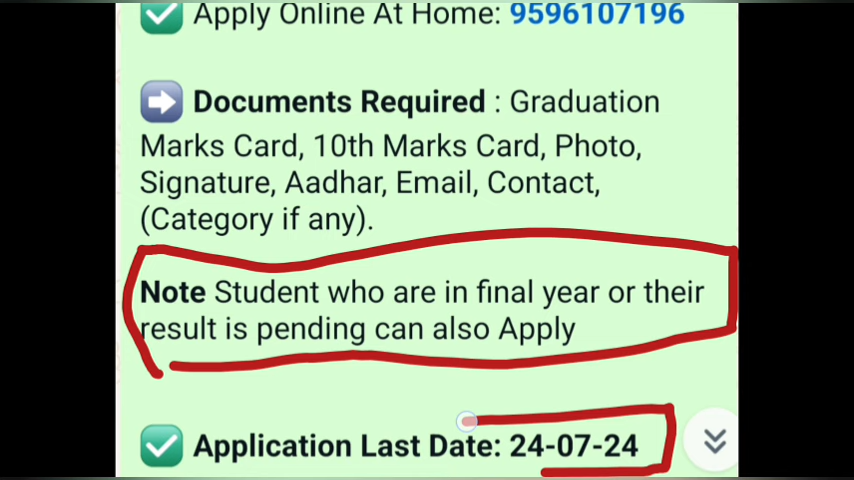 Apply Online At Home: 9596107196
Documents Required : Graduation
Marks Card, 10th Marks Card, Photo,
Signature, Aadhar, Email, Contact,
(Category if any).
Note Student who are in final year or their
result is pending can also Apply
Application Last Date: 24-07-24